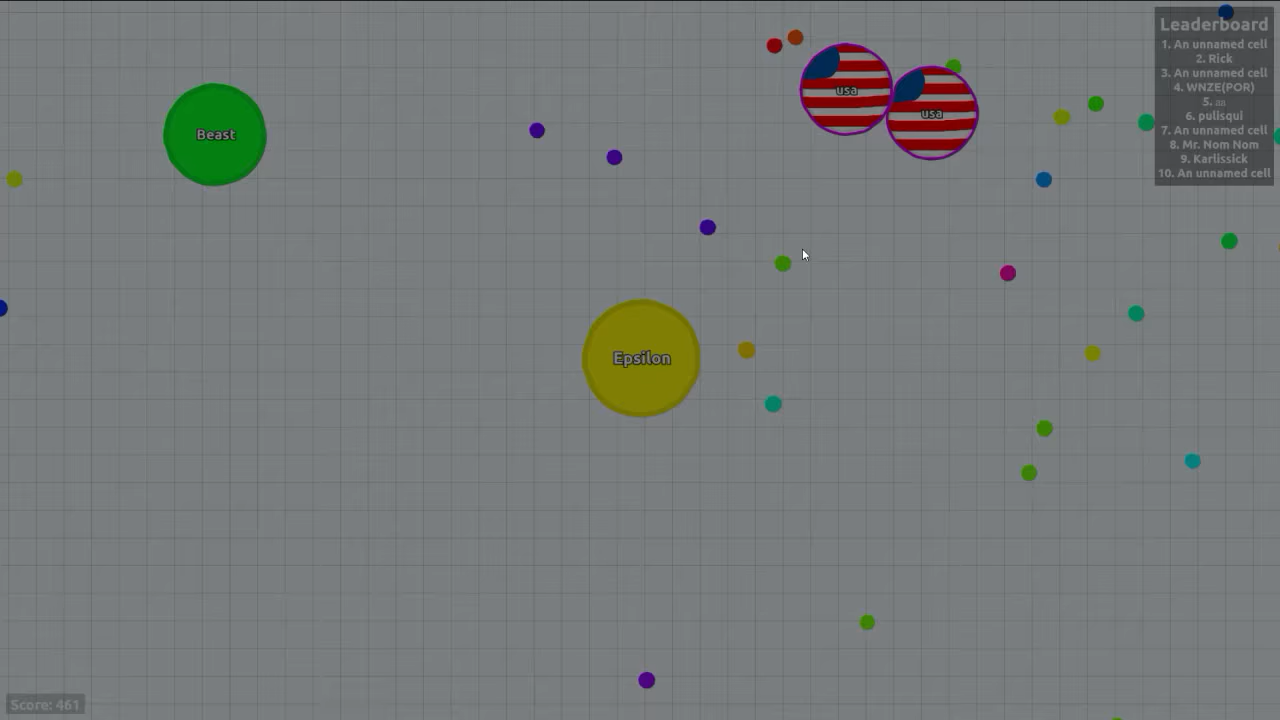 Leaderboard
1. An unnamed cell
2. Rick
3. An unnamed cell
4. WNZE(POR)
5.
6. pulisqui
7. An unnamed cell
8. Mr. Nom Nom
9. Karlissick
10. An unnamed cell
usa
usa
Beast
Epsilon
Score: 461